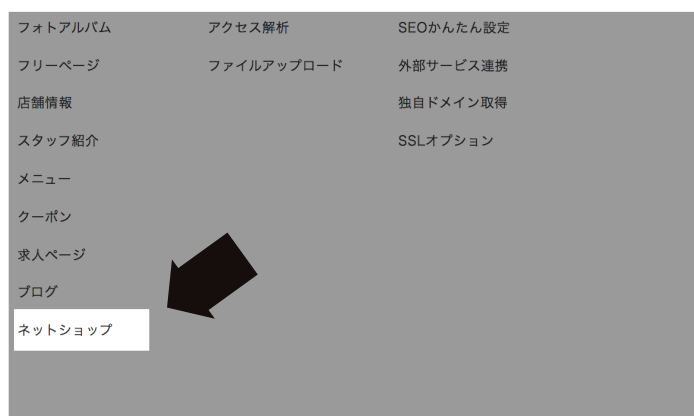 フォトアルバム
アクセス解析
SEOかんたん設定
フリーページ
ファイルアップロード
外部サービス連携
店舗情報
独自ドメイン取得
スタッフ紹介
SSLオプション
メニュー
クーポン
求人ページ
ブログ
ネットショップ